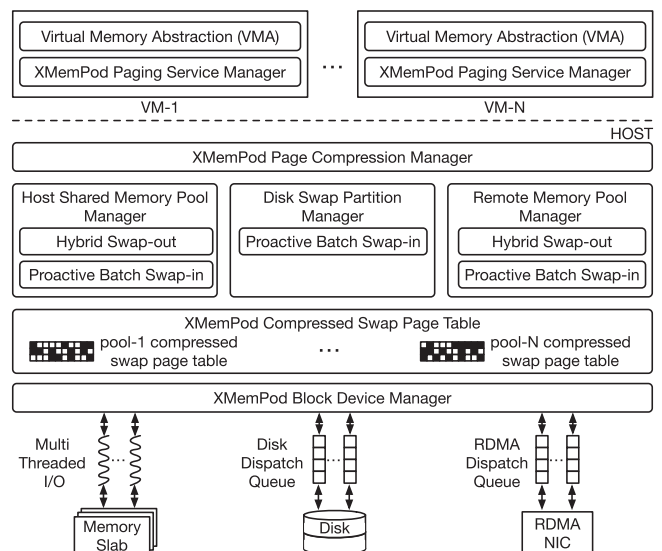 Virtual Memory Abstraction (VMA)
XMemPod Paging Service Manager
VM-1
...
Virtual Memory Abstraction (VMA)
XMemPod Paging Service Manager
VM-N
HOST
XMemPod Page Compression Manager
Host Shared Memory Pool
Manager
Hybrid Swap-out
Proactive Batch Swap-in
Disk Swap Partition
Manager
Proactive Batch Swap-in
Remote Memory Pool
Manager
Hybrid Swap-out
Proactive Batch Swap-in
XMemPod Compressed Swap Page Table
pool-1 compressed
swap page table
...
pool-N compressed
swap page table
XMemPod Block Device Manager
Multi
Threaded
I/O
...
Memory
Slab
Disk
Dispatch
Queue
...
Disk
RDMA
Dispatch
Queue
...
RDMA
NIC